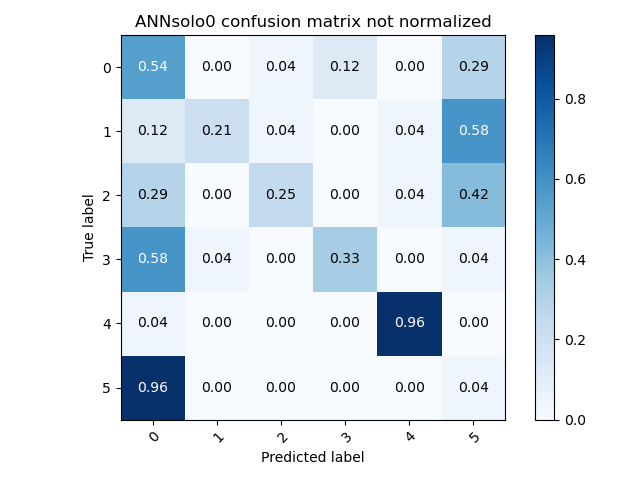 ANNsolo0 confusion matrix not normalized
0 0.54 0.00 0.04 0.12 0.00 0.29
1 0.12 0.21 0.04 0.00 0.04 0.58
2 0.29 0.00 0.25 0.00 0.04 0.42
3 0.58 0.04 0.00 0.33 0.00 0.04
4 0.04 0.00 0.00 0.00 0.96 0.00
5 0.96 0.00 0.00 0.00 0.00 0.04
0 1 2 3 4 5
True label
Predicted label
0.8
0.6
0.4
0.2
0.0